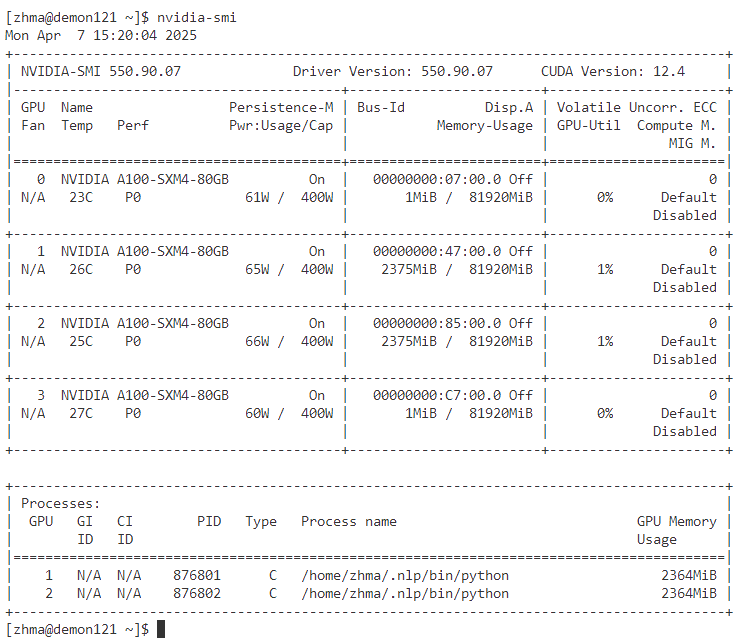 [zhma@demon121 ~]$ nvidia-smi
Mon Apr  7 15:20:04 2025
+-----------------------------------------------------------------------------------------+
| NVIDIA-SMI 550.90.07              Driver Version: 550.90.07      CUDA Version: 12.4     |
|-----------------------------------------+------------------------+----------------------+
| GPU  Name                 Persistence-M | Bus-Id          Disp.A | Volatile Uncorr. ECC |
| Fan  Temp   Perf          Pwr:Usage/Cap |           Memory-Usage | GPU-Util  Compute M. |
|                                         |                        |               MIG M. |
|=========================================+========================+======================|
|   0  NVIDIA A100-SXM4-80GB          On  |   00000000:07:00.0 Off |                    0 |
| N/A   23C    P0             61W /  400W |       1MiB /  81920MiB |      0%      Default |
|                                         |                        |             Disabled |
+-----------------------------------------+------------------------+----------------------+
|   1  NVIDIA A100-SXM4-80GB          On  |   00000000:47:00.0 Off |                    0 |
| N/A   26C    P0             65W /  400W |    2375MiB /  81920MiB |      1%      Default |
|                                         |                        |             Disabled |
+-----------------------------------------+------------------------+----------------------+
|   2  NVIDIA A100-SXM4-80GB          On  |   00000000:85:00.0 Off |                    0 |
| N/A   25C    P0             66W /  400W |    2375MiB /  81920MiB |      1%      Default |
|                                         |                        |             Disabled |
+-----------------------------------------+------------------------+----------------------+
|   3  NVIDIA A100-SXM4-80GB          On  |   00000000:C7:00.0 Off |                    0 |
| N/A   27C    P0             60W /  400W |       1MiB /  81920MiB |      0%      Default |
|                                         |                        |             Disabled |
+-----------------------------------------+------------------------+----------------------+

+-----------------------------------------------------------------------------------------+
| Processes:                                                                              |
|  GPU   GI   CI        PID   Type   Process name                              GPU Memory |
|        ID   ID                                                               Usage      |
|=========================================================================================|
|    1   N/A  N/A    876801      C   /home/zhma/.nlp/bin/python                   2364MiB |
|    2   N/A  N/A    876802      C   /home/zhma/.nlp/bin/python                   2364MiB |
+-----------------------------------------------------------------------------------------+
[zhma@demon121 ~]$